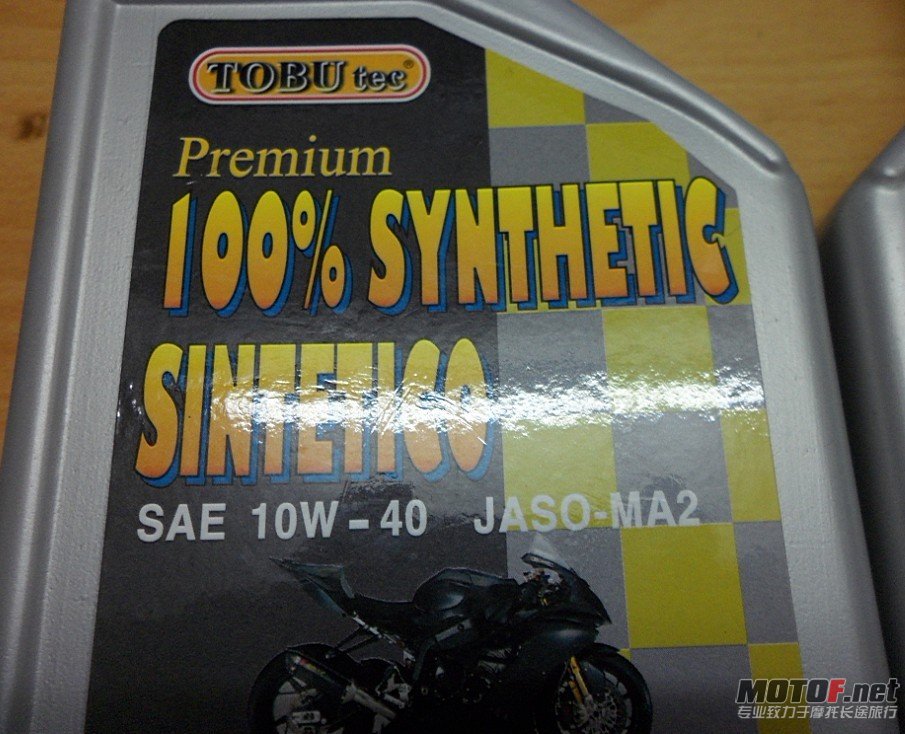 TOBU tec®
Premium
100% SYNTHETIC
SINTETICO
SAE 10W-40 JASO-MA2
MOTOF.net
专业致力于摩托长途旅行